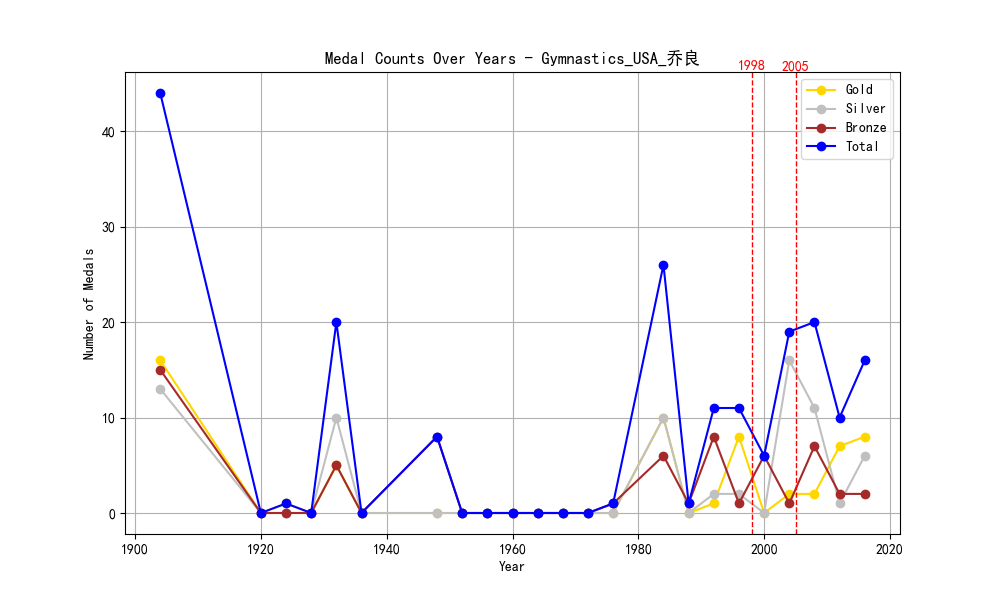 Medal Counts Over Years - Gymnastics_USA_乔良
1998
2005
Gold
Silver
Bronze
Total
40
30
20
10
0
Number of Medals
1900
1920
1940
1960
1980
2000
2020
Year